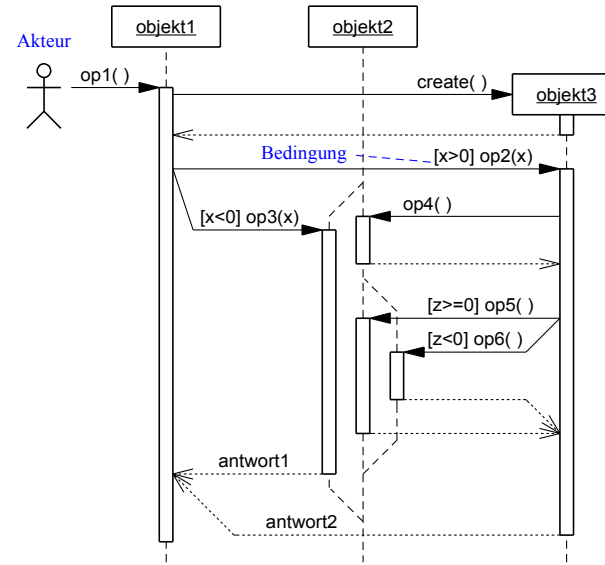 objekt1
objekt2
Akteur
op1( )
create( )
objekt3
Bedingung
[x>0] op2(x)
[x<0] op3(x)
op4( )
[z>=0] op5( )
[z<0] op6( )
antwort1
antwort2